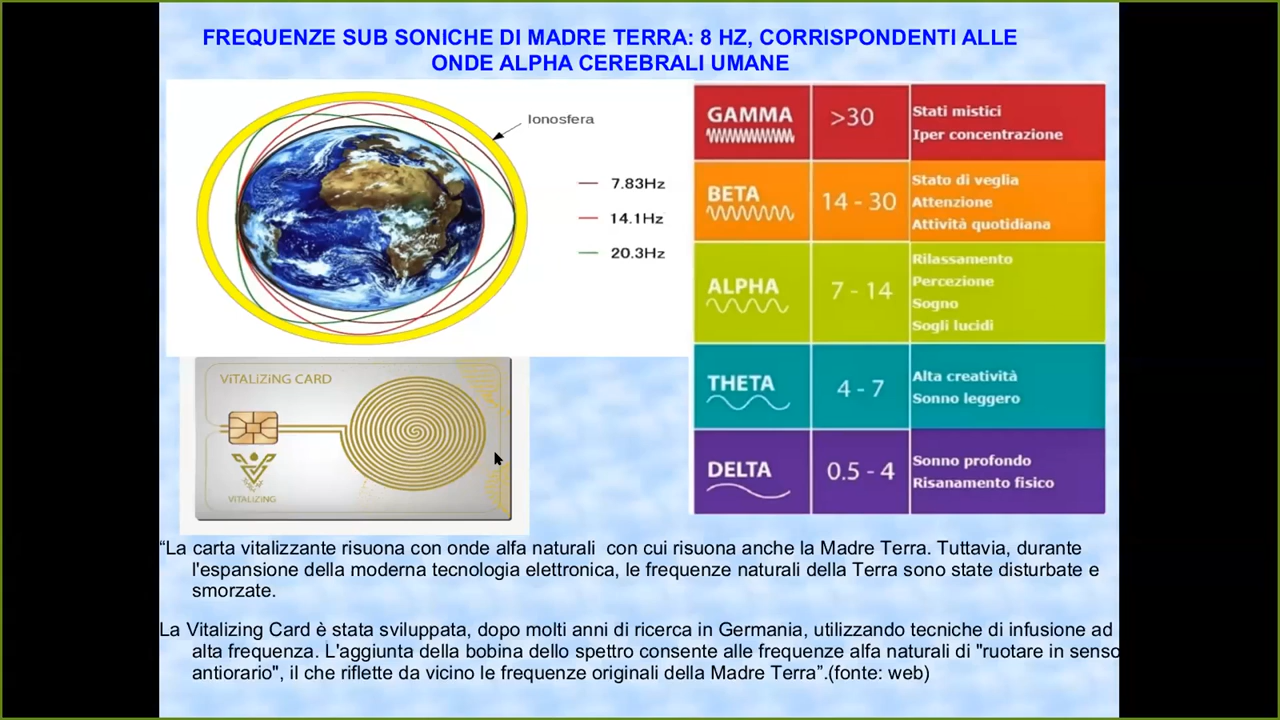 FREQUENZE SUB SONICHE DI MADRE TERRA: 8 HZ, CORRISPONDENTI ALLE
ONDE ALPHA CEREBRALI UMANE
Ionosfera
7.83Hz
14.1Hz
20.3Hz
GAMMA
>30
Stati mistici
Iper concentrazione
BETA
14 - 30
Stato di veglia
Attenzione
Attività quotidiana
ALPHA
7 - 14
Rilassamento
Percezione
Sogno
Sogli lucidi
THETA
4 - 7
Alta creatività
Sonno leggero
DELTA
0.5 - 4
Sonno profondo
Risanamento fisico
ViTALiZiNG CARD
VITALIZING
“La carta vitalizzante risuona con onde alfa naturali con cui risuona anche la Madre Terra. Tuttavia, durante
l'espansione della moderna tecnologia elettronica, le frequenze naturali della Terra sono state disturbate e
smorzate.
La Vitalizing Card è stata sviluppata, dopo molti anni di ricerca in Germania, utilizzando tecniche di infusione ad
alta frequenza. L'aggiunta della bobina dello spettro consente alle frequenze alfa naturali di "ruotare in senso
antiorario", il che riflette da vicino le frequenze originali della Madre Terra”.(fonte: web)